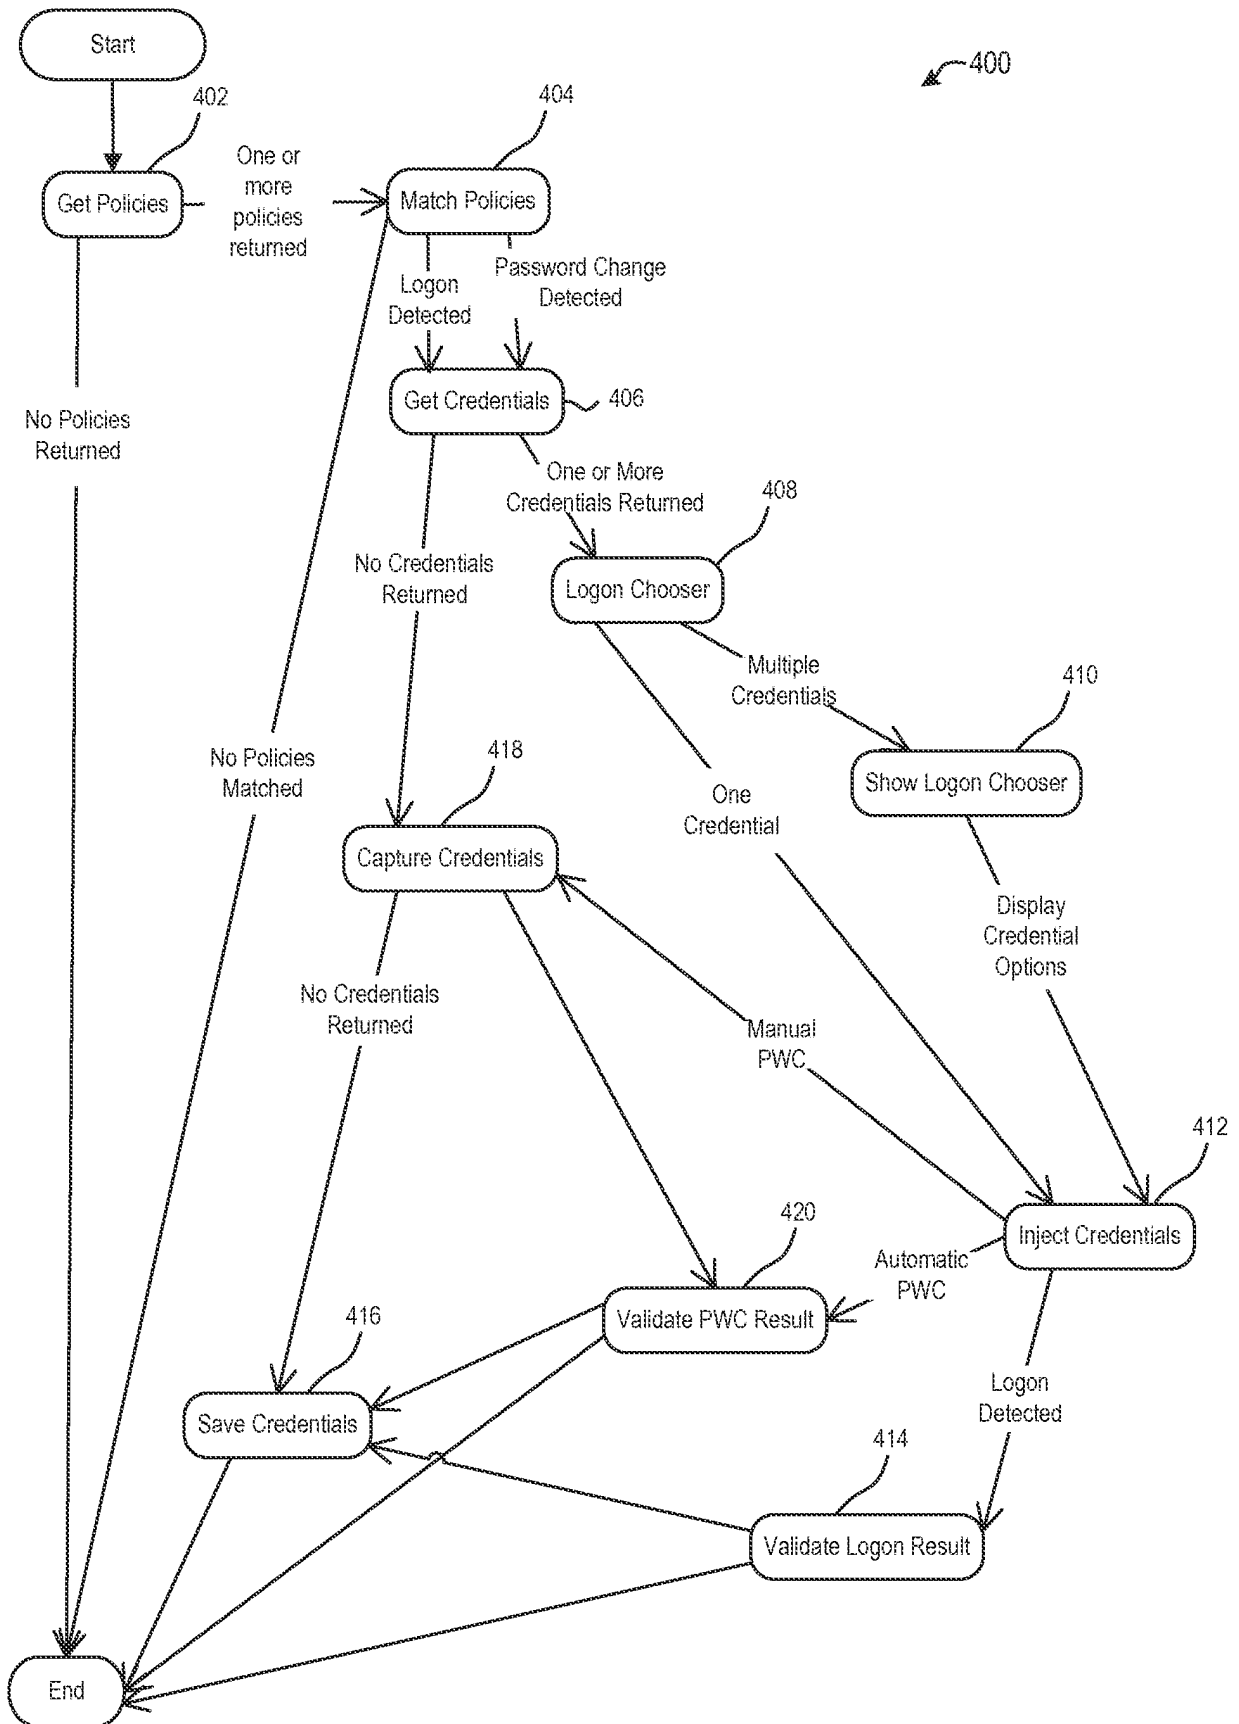 Start
400
402
404
One or
more
policies
returned
Get Policies
Match Policies
Logon
Detected
Password Change
Detected
Get Credentials
406
No Policies
Returned
One or More
Credentials Returned
408
No Credentials
Returned
Logon Chooser
Multiple
Credentials
410
No Policies
Matched
418
Show Logon Chooser
One
Credential
Capture Credentials
Display
Credential
Options
No Credentials
Returned
Manual
PWC
412
Inject Credentials
420
Automatic
PWC
Validate PWC Result
416
Logon
Detected
Save Credentials
414
Validate Logon Result
End